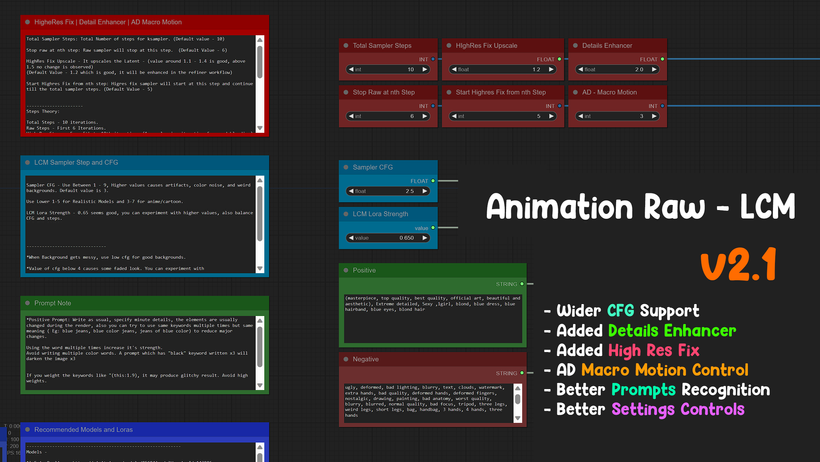 HigheRes Fix | Detail Enhancer | AD Macro Motion
Total Sampler Steps: Total Number of steps for ksampler. (Default value - 10)
Stop raw at nth step: Raw sampler will stop at this step. (Default Value - 6)
HighRes Fix Upscale - It upscales the latent - (value around 1.1 - 1.4 is good, above
1.5 no change is observed)
(Default Value - 1.2 which is good, it will be enhanced in the refiner workflow)
Start Highres Fix from nth step: Higres Fix sampler will start at this step and continue
till the total sampler steps. (Default Value - 5)
Steps Theory:
Total Steps - 10 Iterations.
Raw Steps - First 6 Iterations.
LCM Sampler Step and CFG
Sampler CFG - Use Between 1 - 9, Higher values causes artifacts, color noise, and weird
backgrounds. Default value is 3.
Use Lower 1-5 for Realistic Models and 3-7 for anime/cartoon.
LCM Lora Strength - 0.65 seems good, you can experiment with higher values, also balance
CFG and steps.
*When Background gets messy, use low cfg for good backgrounds.
*Value of cfg below 4 causes some faded look. You can experiment with
Prompt Note
*Positive Prompt: Write as usual, specify minute details, the elements are usually
changed during the render, also you can try to use same keywords multiple times but same
meaning ( Eg: blue jeans, blue color jeans, jeans of blue color) to reduce major
changes.
Using the word multiple times increase it's strength.
Avoid writing multiple color words. A prompt which has "black" keyword written x3 will
darken the image x3
If you weight the keywords like "(this:1.9), it may produce glitchy result. Avoid high
weights.
Recommended Models and Loras
Models -
Total Sampler Steps
INT
int 10
HIghRes Fix Upscale
FLOAT
float 1.2
Details Enhancer
FLOAT
float 2.0
Stop Raw at nth Step
INT
int 6
Start Highres Fix from nth Step
INT
int 5
AD - Macro Motion
INT
int 3
Sampler CFG
FLOAT
float 2.5
LCM Lora Strength
value
value 0.650
Positive
STRING
(masterpiece, top quality, best quality, official art, beautiful and
aesthetic), Extreme detailed, Sexy ,1girl), blond, blue dress, blue
hairband, blue eyes, blond hair
Negative
STRING
ugly, deformed, bad lighting, blurry, text, clouds, watermark,
extra hands, bad quality, deformed hands, deformed fingers,
nostalgic, drawing, painting, bad anatomy, worst quality,
blurry, blurred, normal quality, bad focus, tripod, three legs,
weird legs, short legs, bag, handbag, 3 hands, 4 hands, three
hands
Animation Raw - LCM
v2.1
- Wider CFG Support
- Added Details Enhancer
- Added High Res Fix
- AD Macro Motion Control
- Better Prompts Recognition
- Better Settings Controls